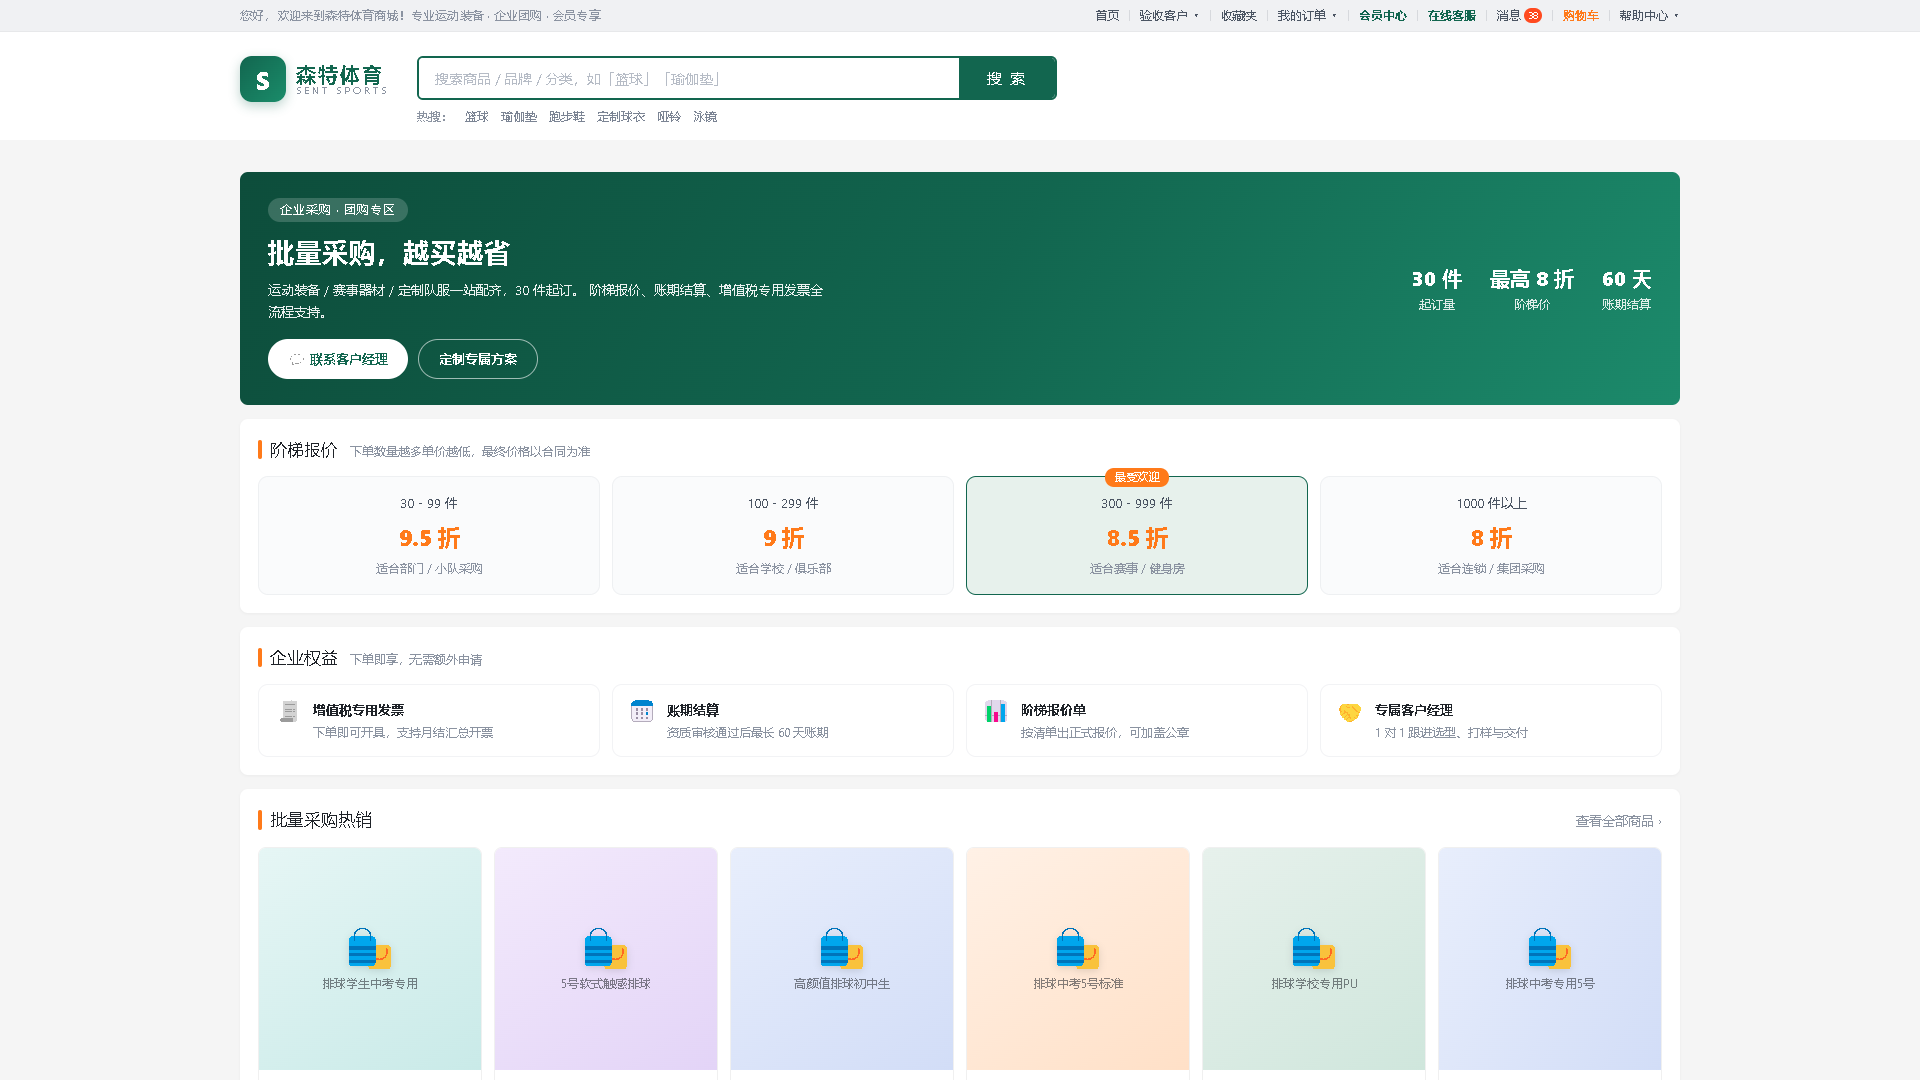 您好，欢迎来到森特体育商城！专业运动装备 · 企业团购 · 会员专享
首页 验收客户 收藏夹 我的订单 会员中心 在线客服 消息 38 购物车 帮助中心
S 森特体育
SENT SPORTS
搜索商品 / 品牌 / 分类，如「篮球」「瑜伽垫」
搜 索
热搜： 篮球 瑜伽垫 跑步鞋 定制球衣 哑铃 泳镜
企业采购 · 团购专区
批量采购，越买越省
运动装备 / 赛事器材 / 定制队服一站配齐，30 件起订。 阶梯报价、账期结算、增值税专用发票全
流程支持。
联系客户经理 定制专属方案
30 件 最高 8 折 60 天
起订量 阶梯价 账期结算
阶梯报价 下单数量越多单价越低，最终价格以合同为准
30 - 99 件
9.5 折
适合部门 / 小队采购
100 - 299 件
9 折
适合学校 / 俱乐部
最受欢迎
300 - 999 件
8.5 折
适合赛事 / 健身房
1000 件以上
8 折
适合连锁 / 集团采购
企业权益 下单即享，无需额外申请
增值税专用发票
下单即可开具，支持月结汇总开票
账期结算
资质审核通过后最长 60 天账期
阶梯报价单
按清单出正式报价，可加盖公章
专属客户经理
1 对 1 跟进选型、打样与交付
批量采购热销 查看全部商品 ›
排球学生中考专用
5号软式触感排球
高颜值排球初中生
排球中考5号标准
排球学校专用PU
排球中考专用5号